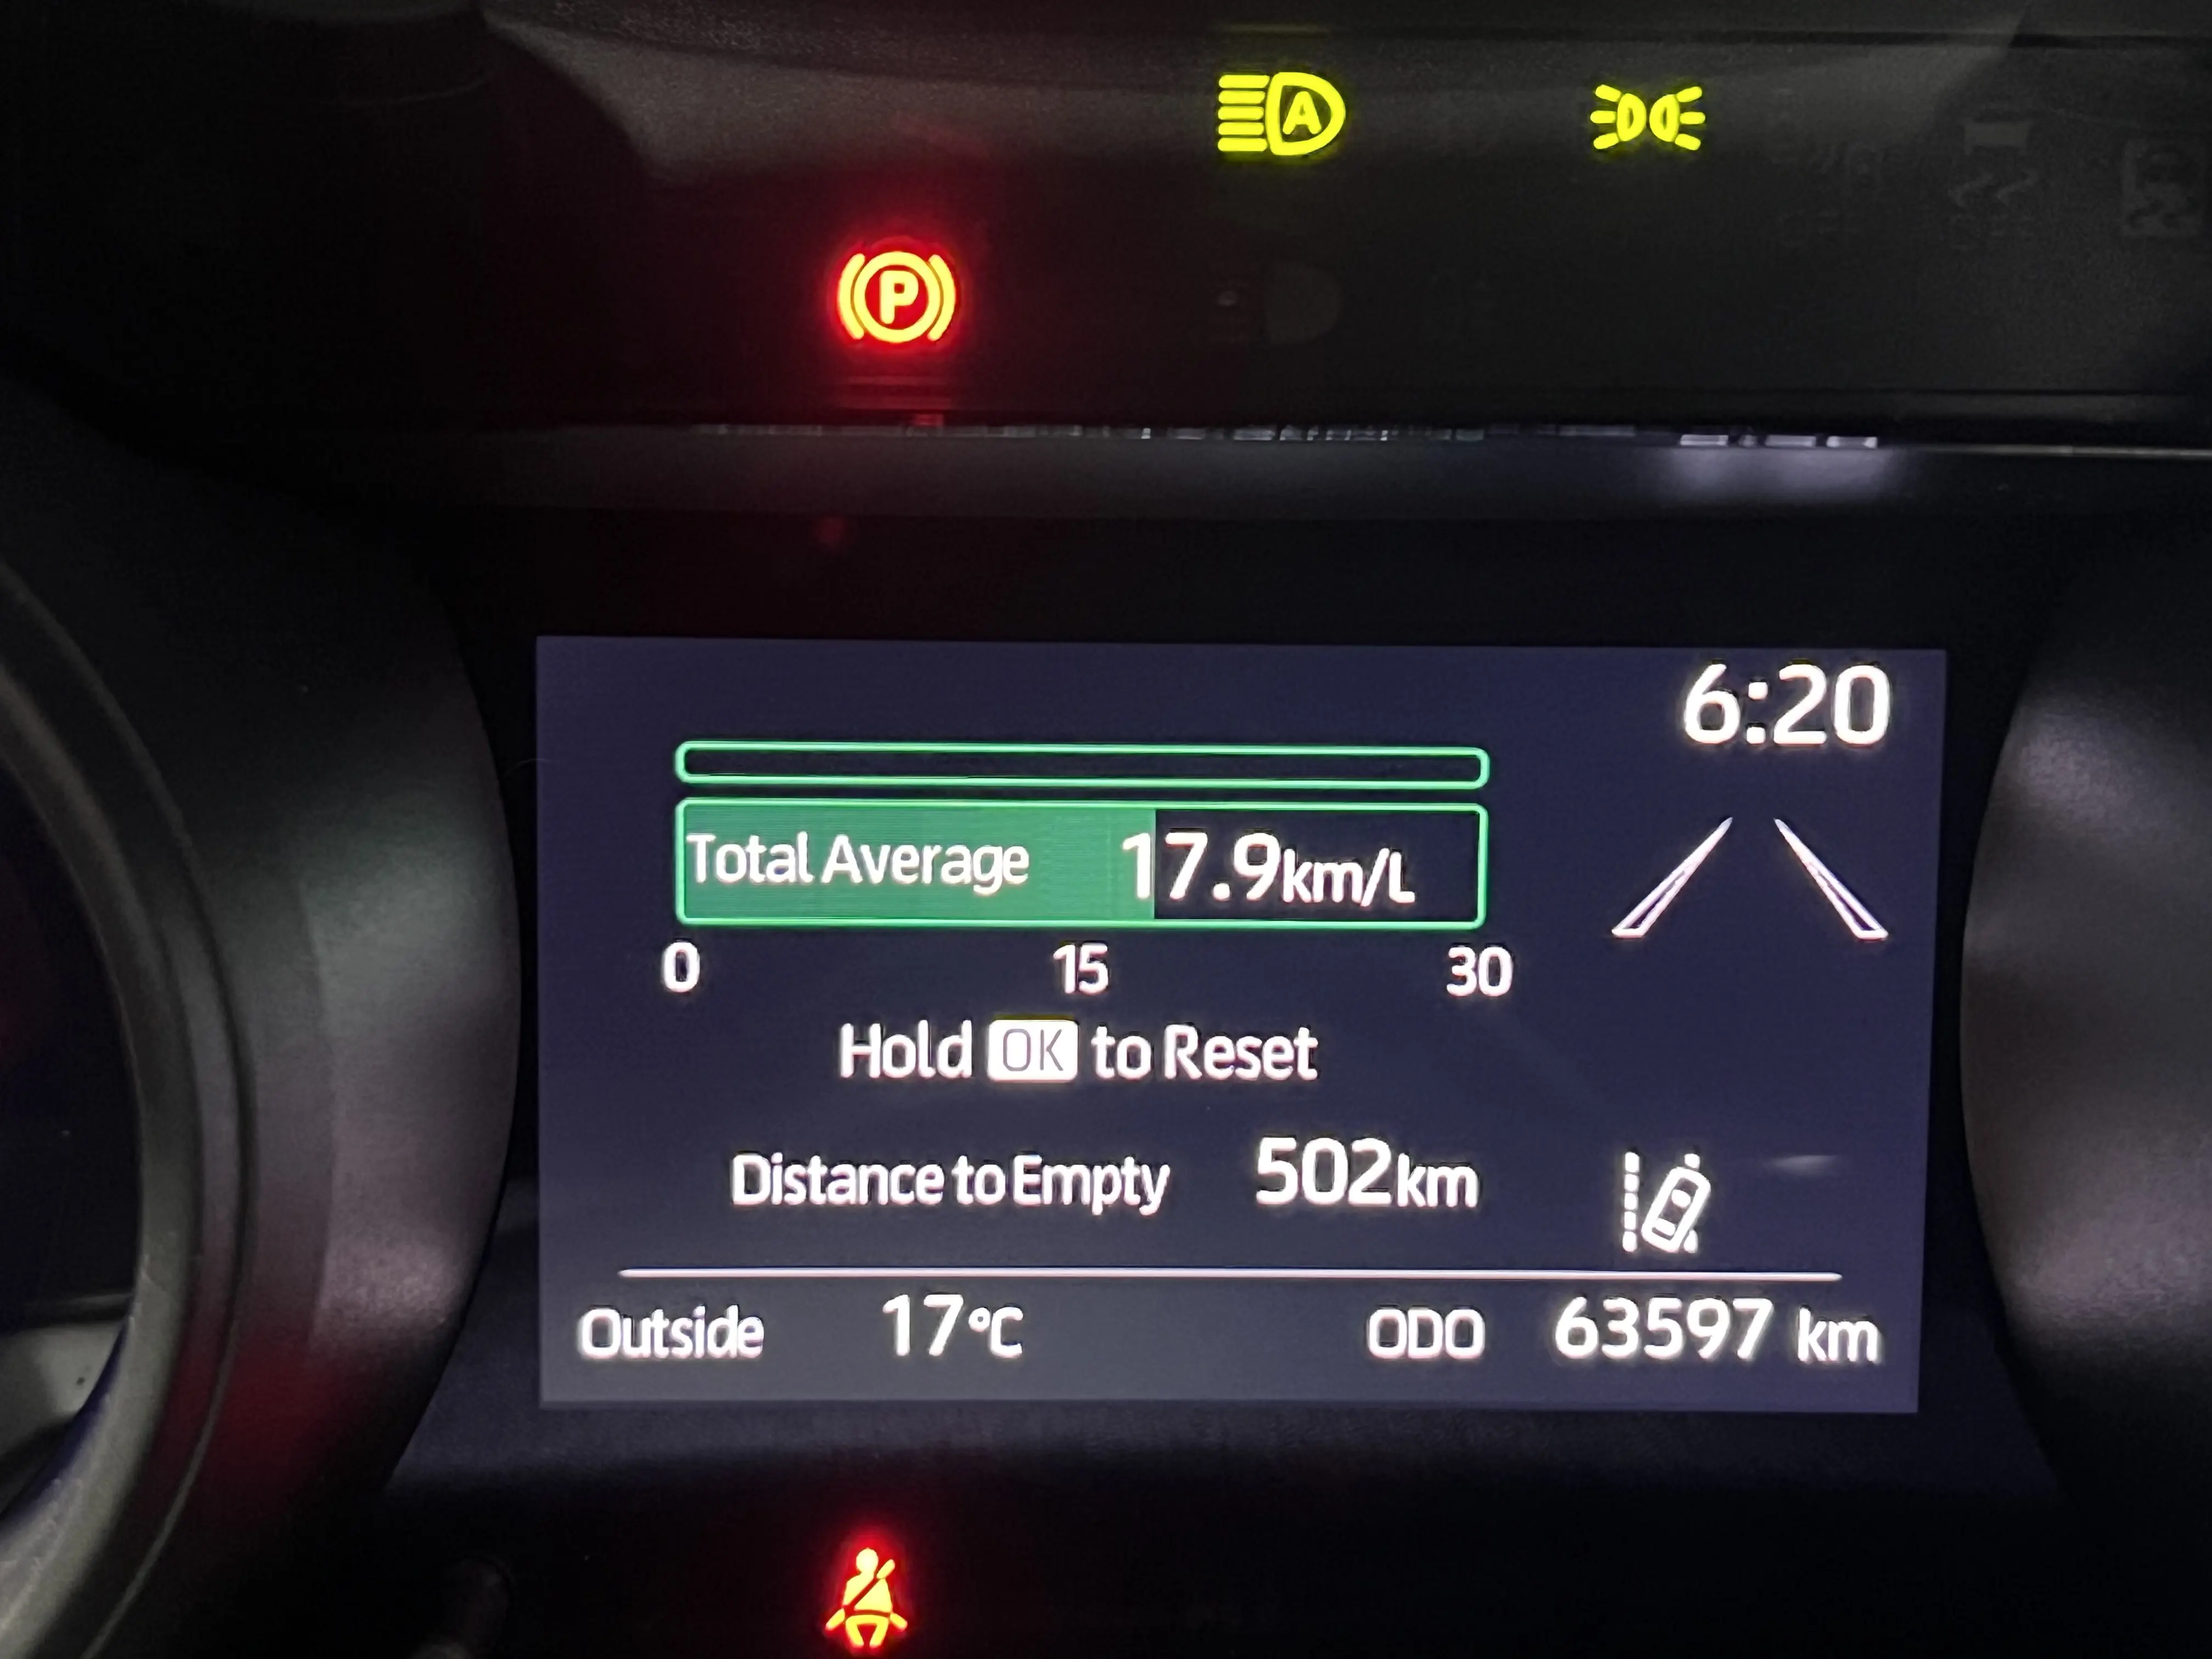 A
P
6:20
Total Average 17.9km/L
0 15 30
Hold OK to Reset
Distance to Empty 502km
Outside 17°C ODO 63597 km